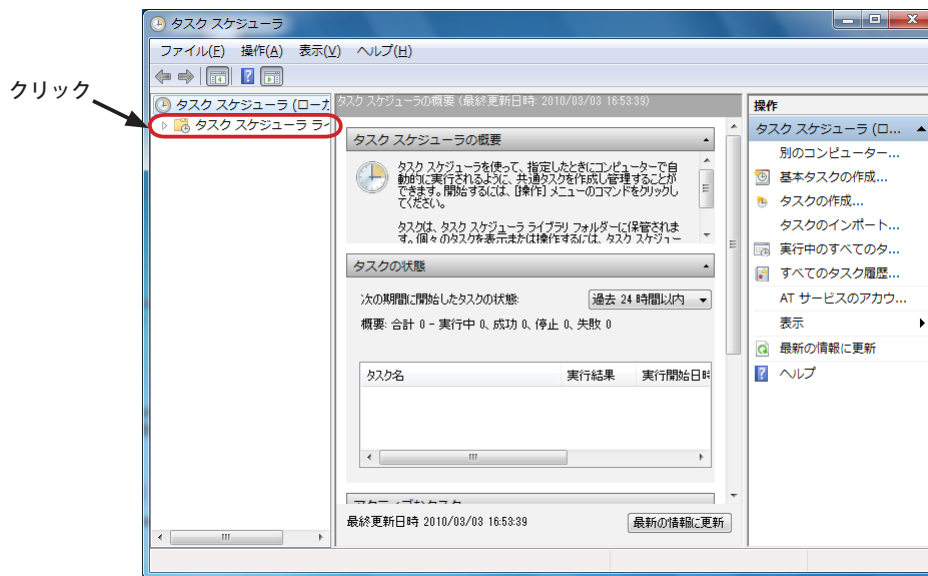 クリック
タスク スケジューラ
ファイル(F) 操作(A) 表示(V) ヘルプ(H)
タスク スケジューラ (ローカ
タスク スケジューラ ライ
タスク スケジューラの概要 (最終更新日時: 2010/03/03 16:53:39)
タスク スケジューラの概要
タスク スケジューラを使って、指定したときにコンピューターで自
動的に実行されるように、共通タスクを作成し管理することが
できます。開始するには、[操作] メニューのコマンドをクリックし
てください。
タスクは、タスク スケジューラ ライブラリ フォルダーに保管されま
す。個々のタスクを表示または操作するには、タスク スケジュー
タスクの状態
次の期間に開始したタスクの状態:
過去 24 時間以内
概要: 合計 0 - 実行中 0、成功 0、停止 0、失敗 0
タスク名 実行結果 実行開始日時
アクティブなタスク
最終更新日時 2010/03/03 16:53:39
最新の情報に更新
操作
タスク スケジューラ (ロ...
別のコンピューター...
基本タスクの作成...
タスクの作成...
タスクのインポート...
実行中のすべてのタ...
すべてのタスク履歴...
AT サービスのアカウ...
表示
最新の情報に更新
ヘルプ